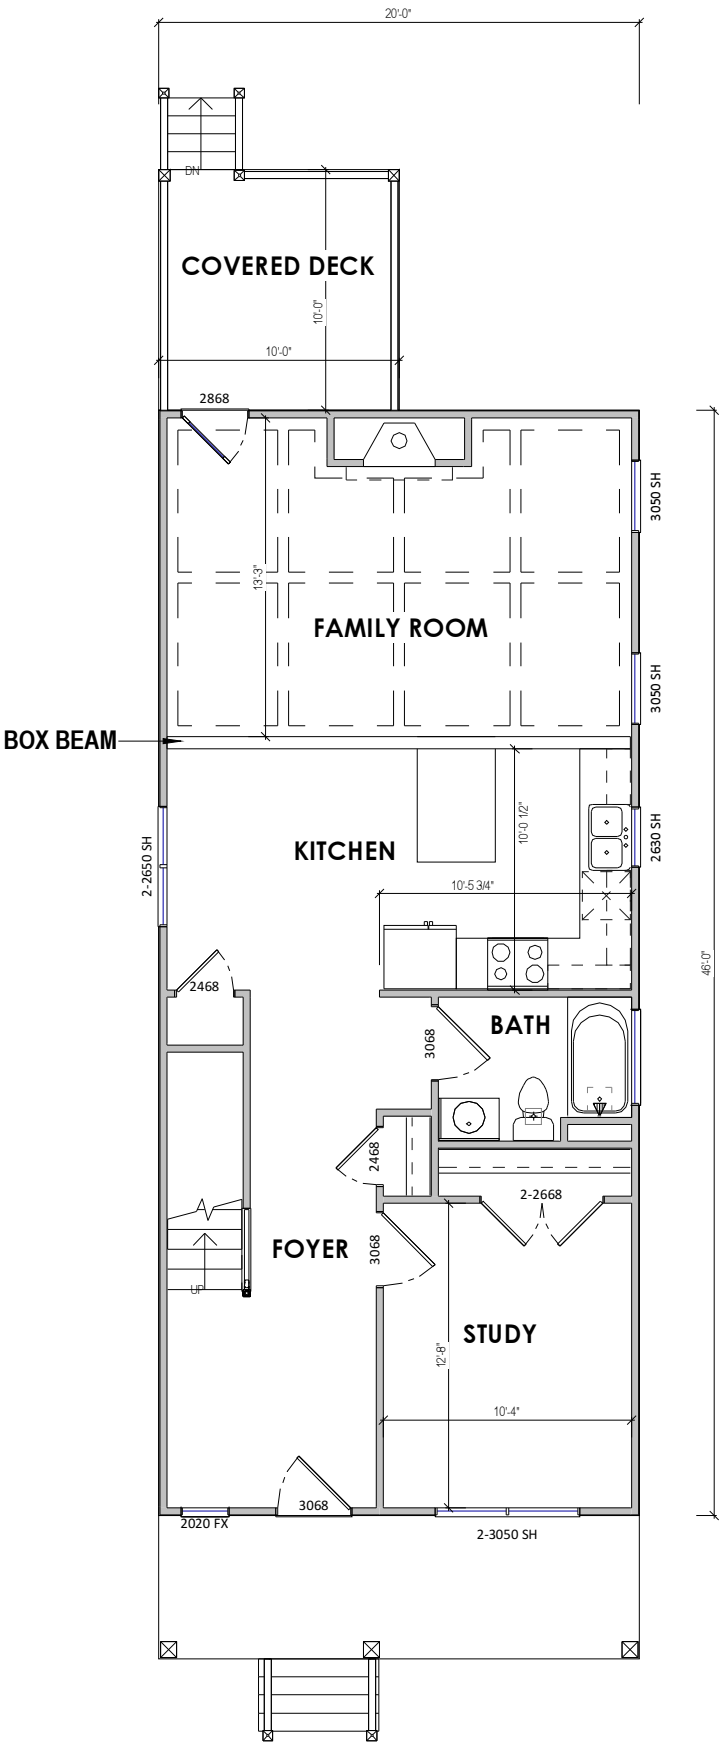 20'-0"
DN
COVERED DECK
10'-0"
10'-0"
2868
3050 SH
13'-3"
FAMILY ROOM
3050 SH
BOX BEAM
10'-0 1/2"
2-2650 SH
KITCHEN
2630 SH
10'-5 3/4"
46'-0"
2468
BATH
3068
2468
2-2668
FOYER
3068
UP
STUDY
12'-8"
10'-4"
3068
2020 FX
2-3050 SH